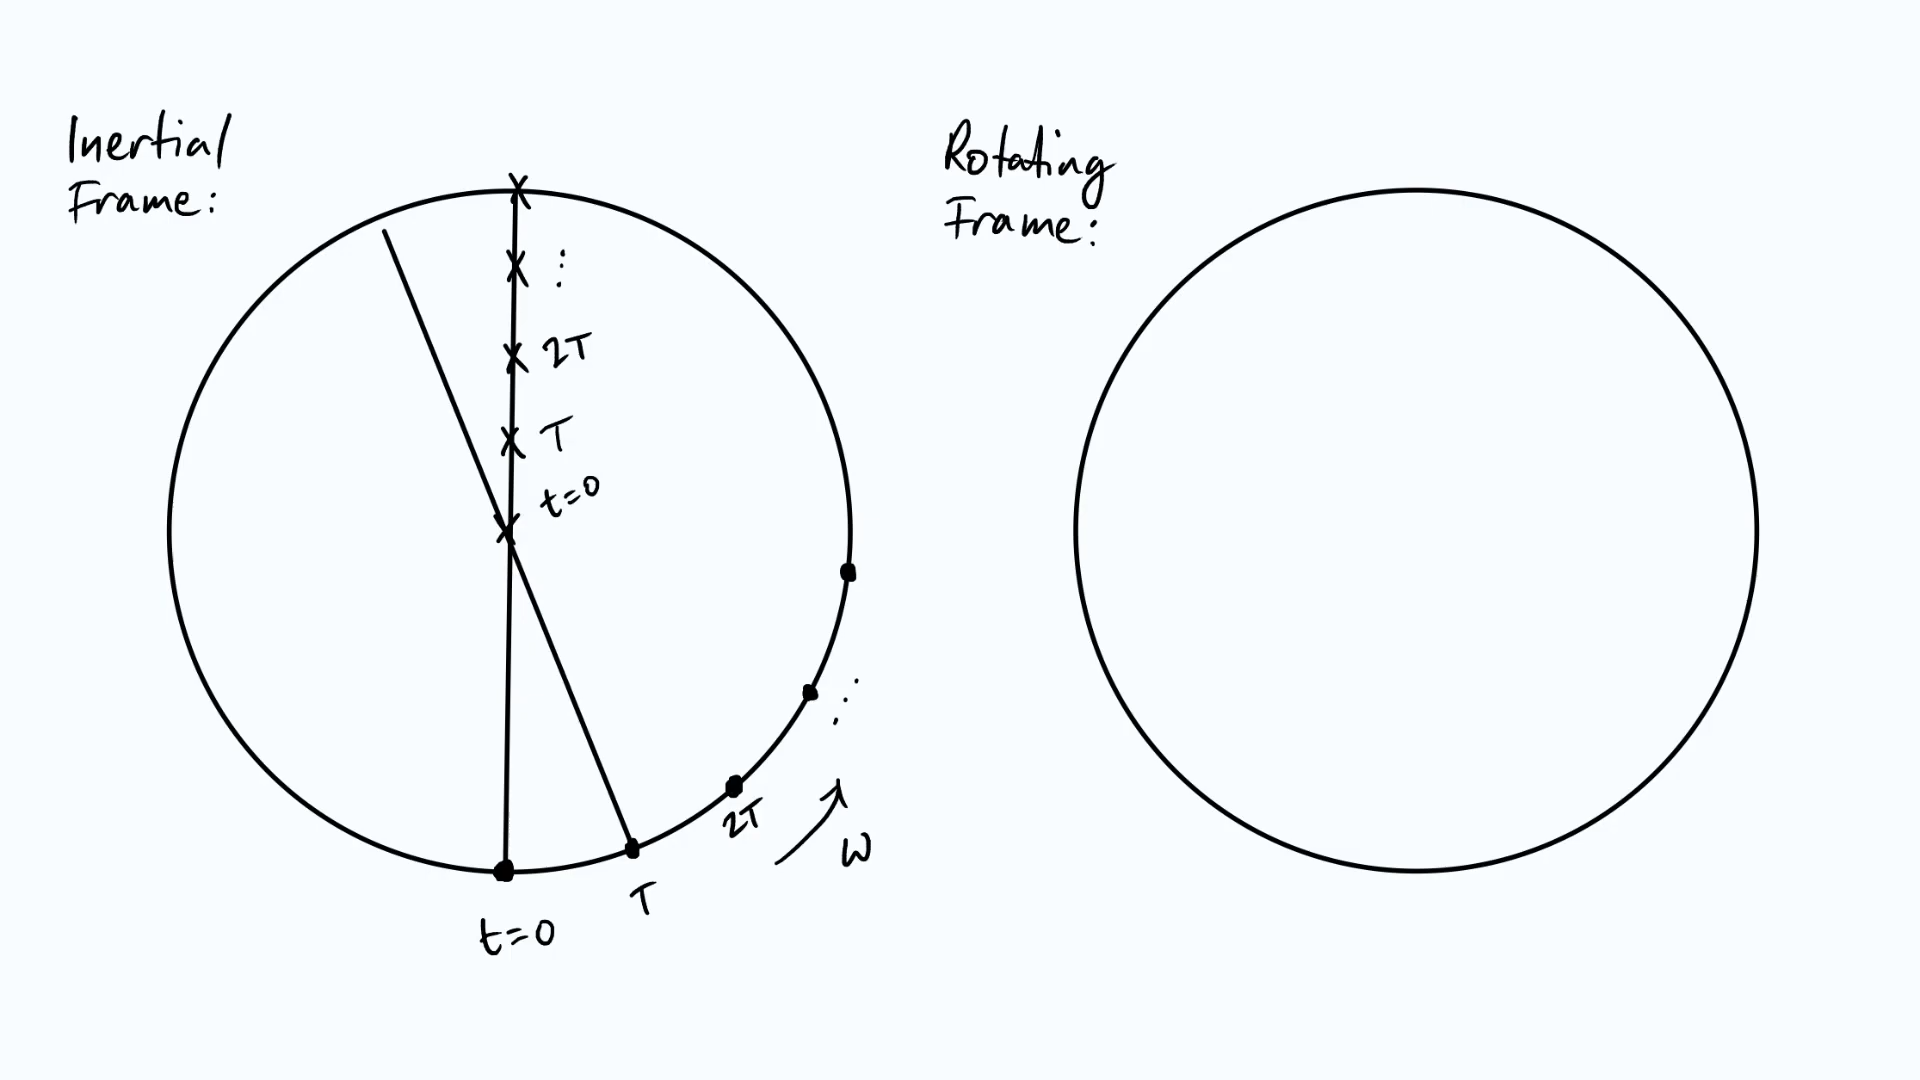 Inertial
Frame:
⋮
2T
T
t=0
2T
⋰
W
T
t=0
Rotating
Frame: